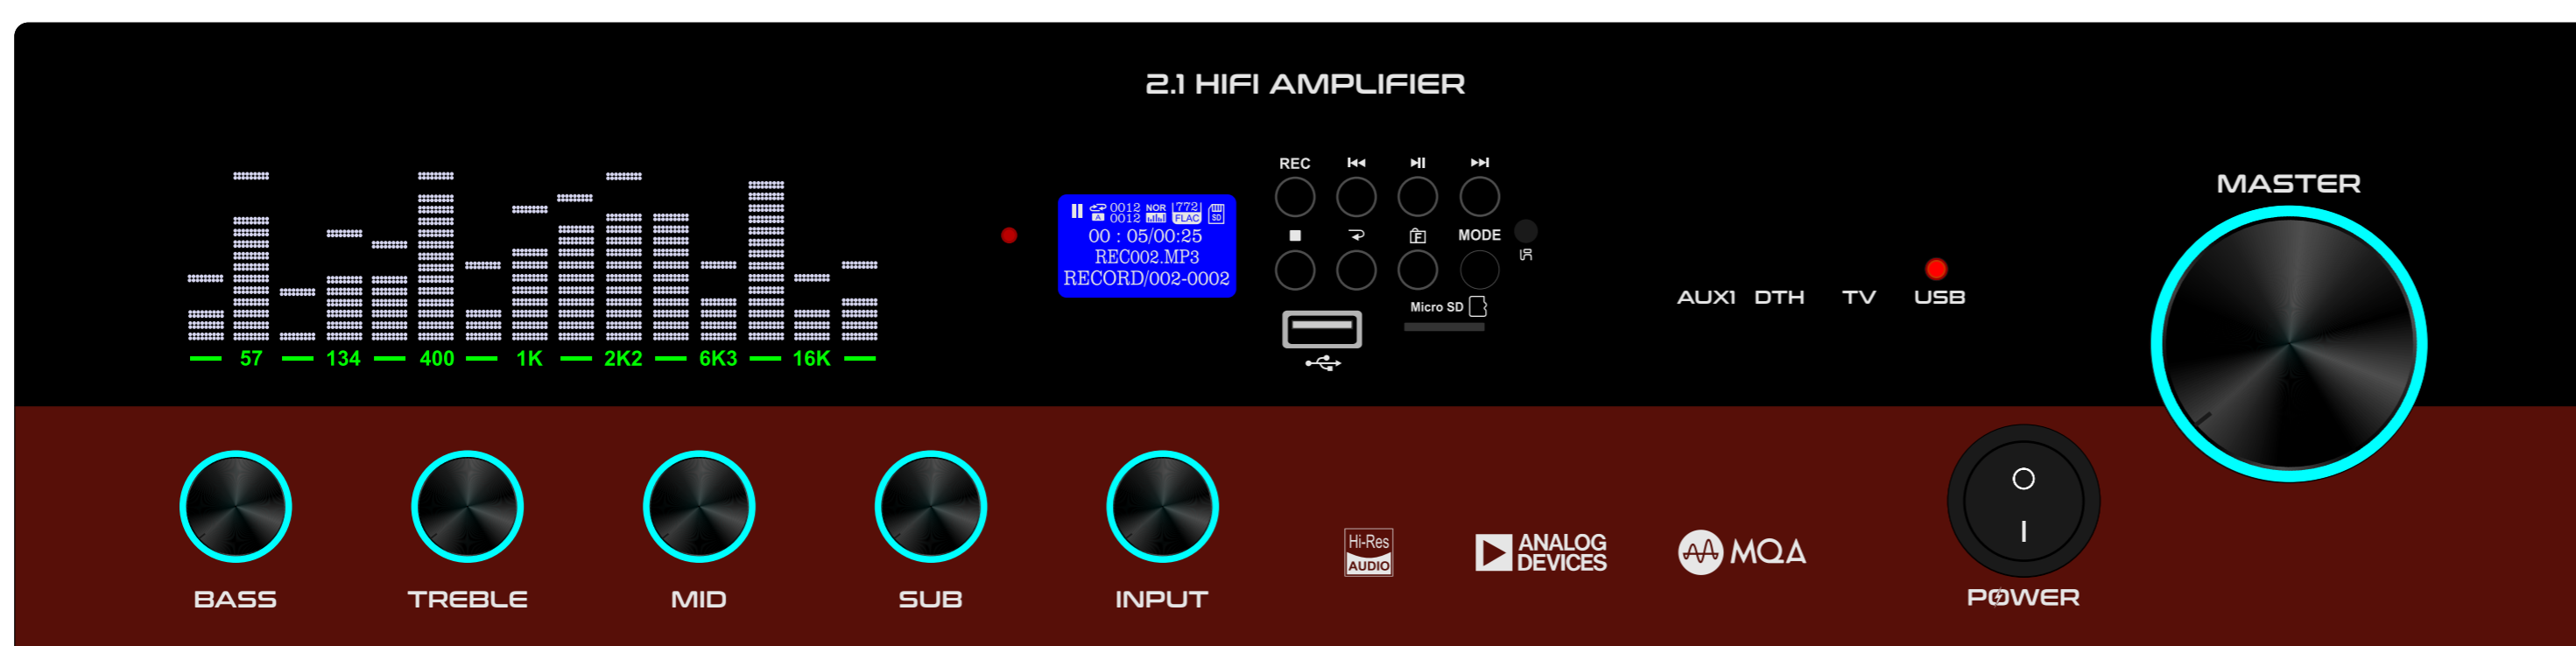 2.1 HIFI AMPLIFIER
REC
MASTER
0012 NOR 772
A 0012 FLAC SD
00 : 05/00:25
REC002.MP3
RECORD/002-0002
F MODE
Micro SD
AUX1 DTH TV USB
57 134 400 1K 2K2 6K3 16K
Hi-Res
AUDIO
ANALOG
DEVICES
MQA
BASS TREBLE MID SUB INPUT
POWER